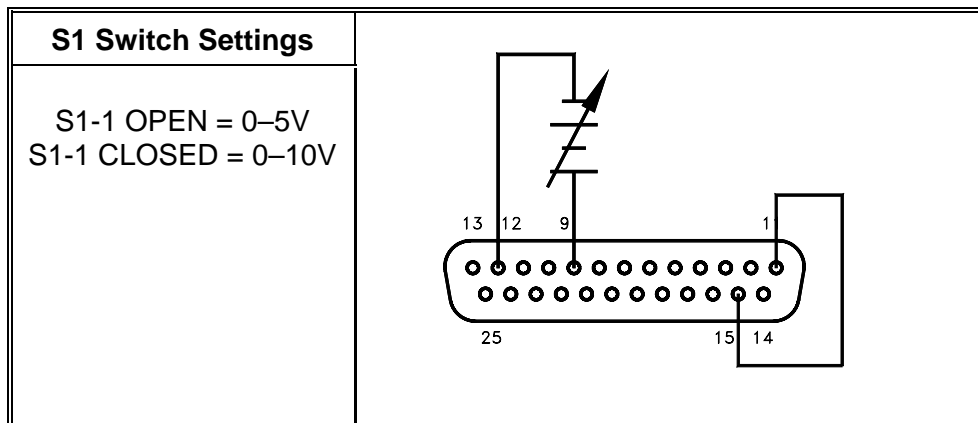 S1 Switch Settings
S1-1 OPEN = 0–5V
S1-1 CLOSED = 0–10V
13 12 9 1
25 15 14